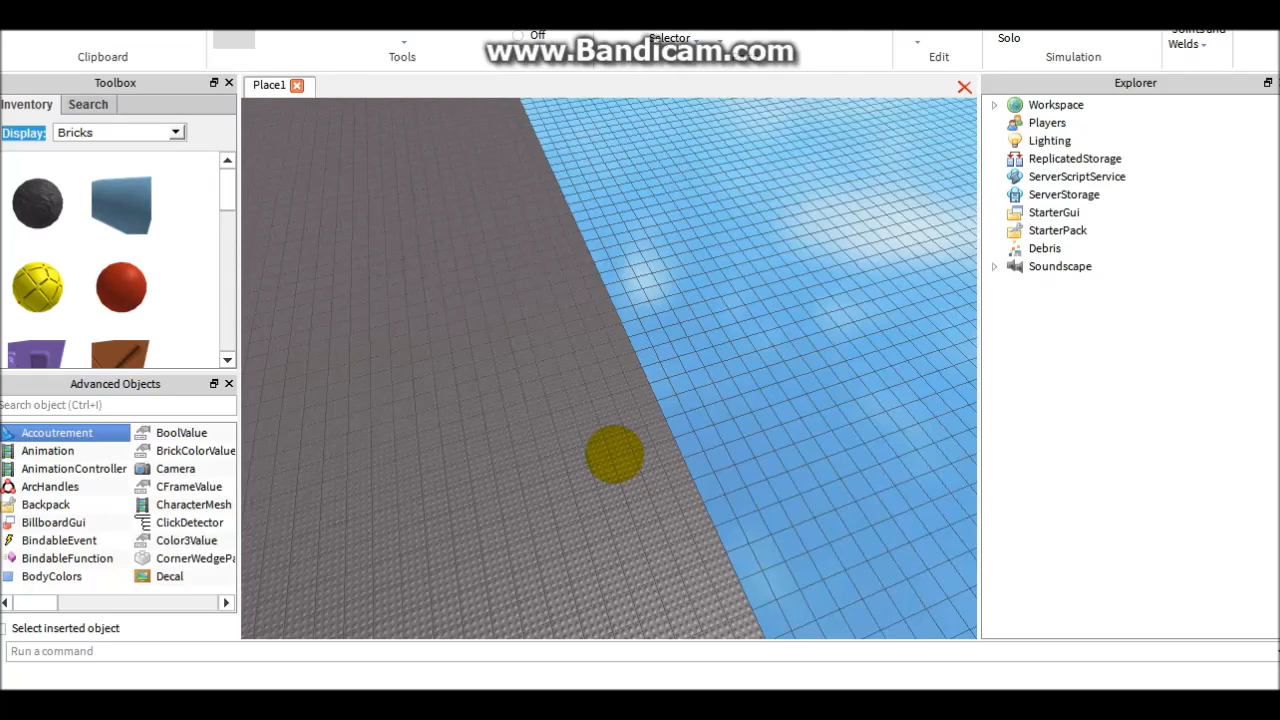 Off
Selector
Solo
Joints and
Welds
www.Bandicam.com
Clipboard
Tools
Edit
Simulation
Toolbox
Place1
Explorer
Inventory
Search
Display:
Bricks
Workspace
Players
Lighting
ReplicatedStorage
ServerScriptService
ServerStorage
StarterGui
StarterPack
Debris
Soundscape
Advanced Objects
Search object (Ctrl+I)
Accoutrement
BoolValue
Animation
BrickColorValue
AnimationController
Camera
ArcHandles
CFrameValue
Backpack
CharacterMesh
BillboardGui
ClickDetector
BindableEvent
Color3Value
BindableFunction
CornerWedgePa
BodyColors
Decal
Select inserted object
Run a command